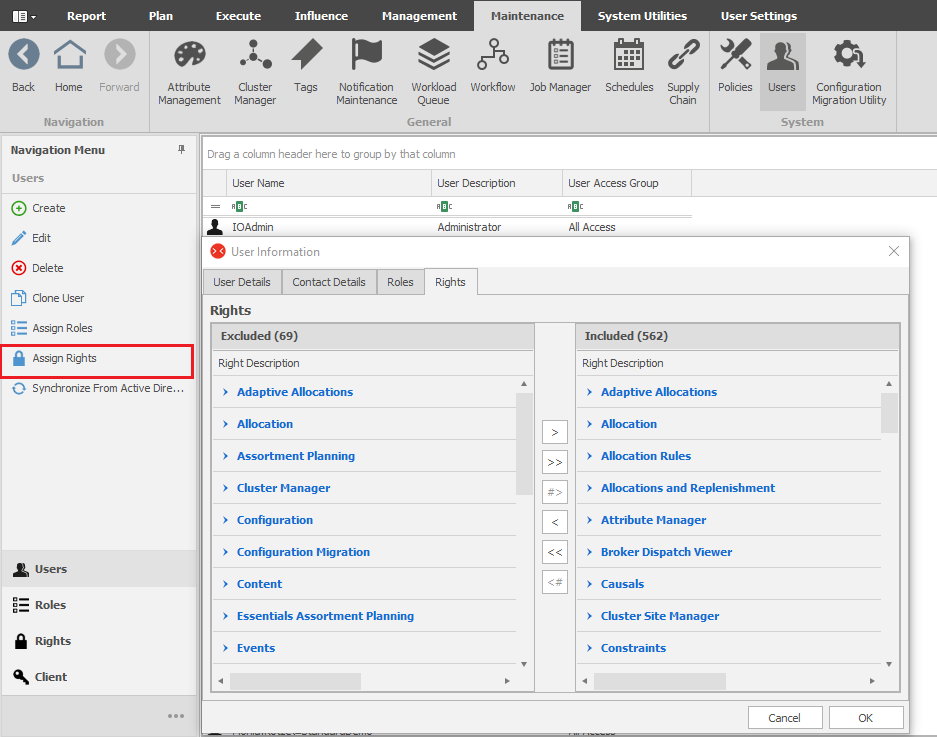 Report Plan Execute Influence Management Maintenance System Utilities User Settings
Back Home Forward Attribute Management Cluster Manager Tags Notification Maintenance Workload Queue Workflow Job Manager Schedules Supply Chain Policies Users Configuration Migration Utility
Navigation General System
Navigation Menu
Users
Create
Edit
Delete
Clone User
Assign Roles
Assign Rights
Synchronize From Active Dire...
Users
Roles
Rights
Client
Drag a column header here to group by that column
User Name User Description User Access Group
= ABC ABC ABC
IOAdmin Administrator All Access
User Information
User Details Contact Details Roles Rights
Rights
Excluded (69)
Right Description
Adaptive Allocations
Allocation
Assortment Planning
Cluster Manager
Configuration
Configuration Migration
Content
Essentials Assortment Planning
Events
>
>>
#>
<
<<
<#
Included (562)
Right Description
Adaptive Allocations
Allocation
Allocation Rules
Allocations and Replenishment
Attribute Manager
Broker Dispatch Viewer
Causals
Cluster Site Manager
Constraints
Cancel OK
All Access